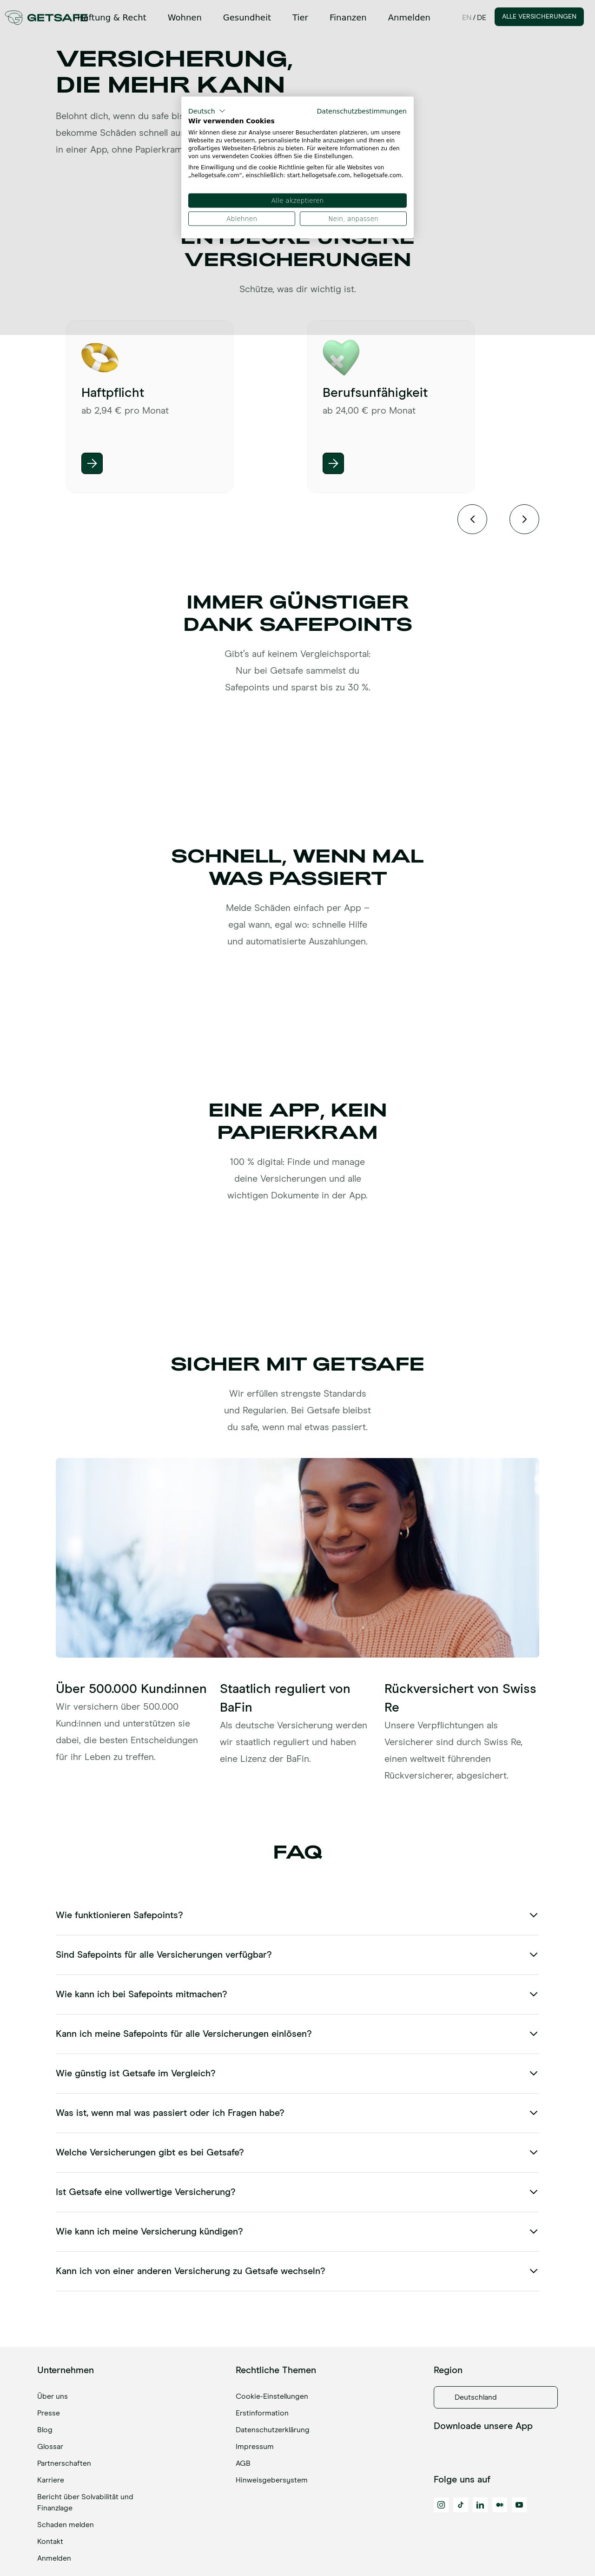 GETSAFE
Haftung & Recht
Wohnen
Gesundheit
Tier
Finanzen
Anmelden
EN / DE
ALLE VERSICHERUNGEN
VERSICHERUNG,
DIE MEHR KANN
Belohnt dich, wenn du safe bis
bekomme Schäden schnell au
in einer App, ohne Papierkram
Deutsch
Datenschutzbestimmungen
Wir verwenden Cookies
Wir können diese zur Analyse unserer Besucherdaten platzieren, um unsere
Webseite zu verbessern, personalisierte Inhalte anzuzeigen und Ihnen ein
großartiges Webseiten-Erlebnis zu bieten. Für weitere Informationen zu den
von uns verwendeten Cookies öffnen Sie die Einstellungen.
Ihre Einwilligung und die cookie Richtlinie gelten für alle Websites von
„hellogetsafe.com“, einschließlich: start.hellogetsafe.com, hellogetsafe.com.
Alle akzeptieren
Ablehnen
Nein, anpassen
ENTDECKE UNSERE
VERSICHERUNGEN
Schütze, was dir wichtig ist.
Haftpflicht
ab 2,94 € pro Monat
Berufsunfähigkeit
ab 24,00 € pro Monat
IMMER GÜNSTIGER
DANK SAFEPOINTS
Gibt's auf keinem Vergleichsportal:
Nur bei Getsafe sammelst du
Safepoints und sparst bis zu 30 %.
SCHNELL, WENN MAL
WAS PASSIERT
Melde Schäden einfach per App –
egal wann, egal wo: schnelle Hilfe
und automatisierte Auszahlungen.
EINE APP, KEIN
PAPIERKRAM
100 % digital: Finde und manage
deine Versicherungen und alle
wichtigen Dokumente in der App.
SICHER MIT GETSAFE
Wir erfüllen strengste Standards
und Regularien. Bei Getsafe bleibst
du safe, wenn mal etwas passiert.
Über 500.000 Kund:innen
Wir versichern über 500.000
Kund:innen und unterstützen sie
dabei, die besten Entscheidungen
für ihr Leben zu treffen.
Staatlich reguliert von
BaFin
Als deutsche Versicherung werden
wir staatlich reguliert und haben
eine Lizenz der BaFin.
Rückversichert von Swiss
Re
Unsere Verpflichtungen als
Versicherer sind durch Swiss Re,
einen weltweit führenden
Rückversicherer, abgesichert.
FAQ
Wie funktionieren Safepoints?
Sind Safepoints für alle Versicherungen verfügbar?
Wie kann ich bei Safepoints mitmachen?
Kann ich meine Safepoints für alle Versicherungen einlösen?
Wie günstig ist Getsafe im Vergleich?
Was ist, wenn mal was passiert oder ich Fragen habe?
Welche Versicherungen gibt es bei Getsafe?
Ist Getsafe eine vollwertige Versicherung?
Wie kann ich meine Versicherung kündigen?
Kann ich von einer anderen Versicherung zu Getsafe wechseln?
Unternehmen
Über uns
Presse
Blog
Glossar
Partnerschaften
Karriere
Bericht über Solvabilität und
Finanzlage
Schaden melden
Kontakt
Anmelden
Rechtliche Themen
Cookie-Einstellungen
Erstinformation
Datenschutzerklärung
Impressum
AGB
Hinweisgebersystem
Region
Deutschland
Downloade unsere App
Folge uns auf